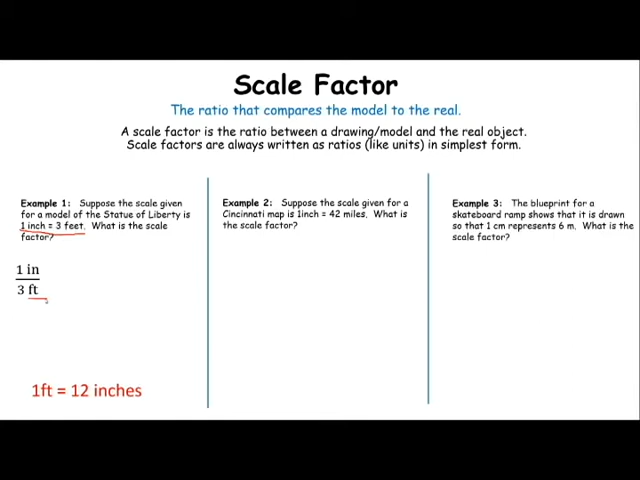 Scale Factor
The ratio that compares the model to the real.
A scale factor is the ratio between a drawing/model and the real object.
Scale factors are always written as ratios (like units) in simplest form.
Example 1: Suppose the scale given
for a model of the Statue of Liberty is
1 inch = 3 feet. What is the scale
factor?
1 in
3 ft
1ft = 12 inches
Example 2: Suppose the scale given for a
Cincinnati map is 1inch = 42 miles. What is
the scale factor?
Example 3: The blueprint for a
skateboard ramp shows that it is drawn
so that 1 cm represents 6 m. What is the
scale factor?